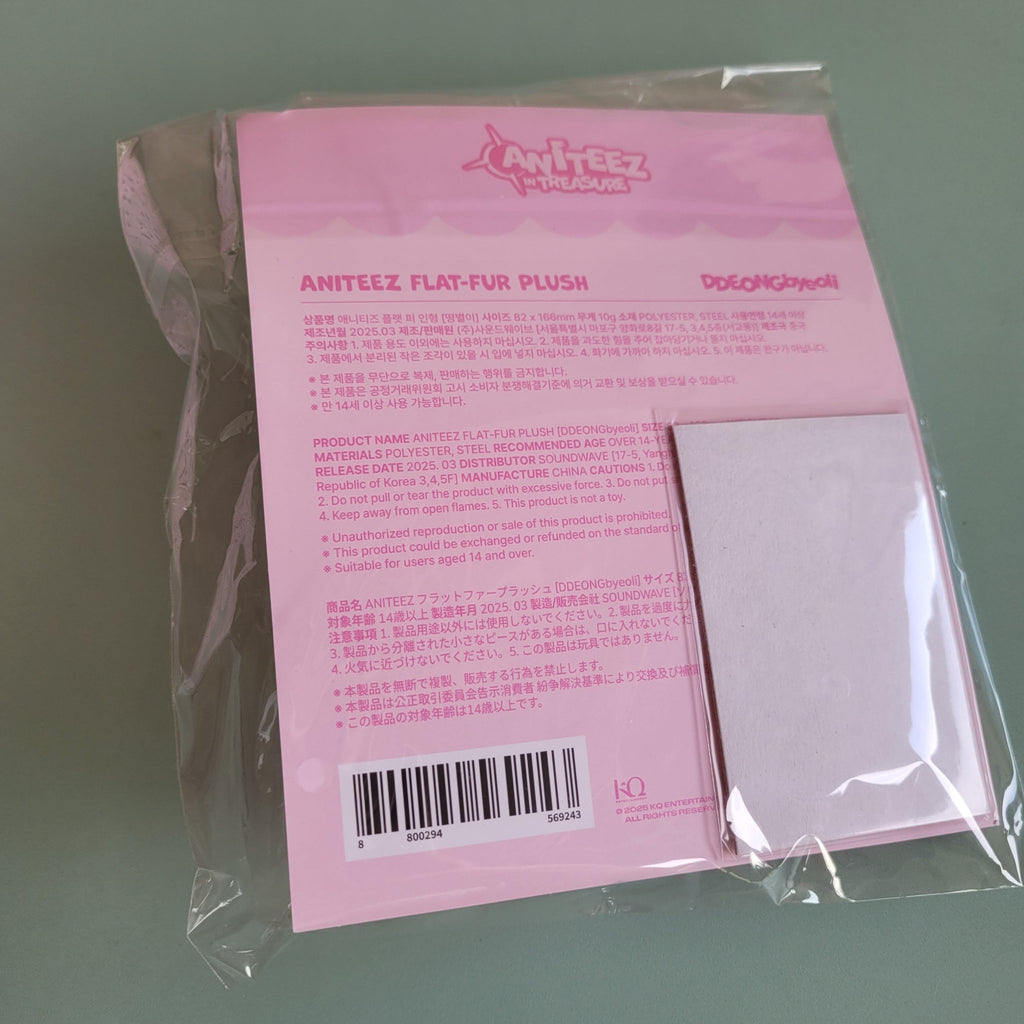 ANITEEZ
IN TREASURE
ANITEEZ FLAT-FUR PLUSH
DDEONGbyeoli
상품명 애니티즈 플랫 퍼 인형 [떵별이] 사이즈 82 x 166mm 무게 10g 소재 POLYESTER, STEEL 사용연령 14세 이상
제조년월 2025.03 제조/판매원 (주)사운드웨이브 [서울특별시 마포구 양화로8길 17-5, 3,4,5층(서교동)] 제조국 중국
주의사항 1. 제품 용도 이외에는 사용하지 마십시오. 2. 제품을 과도한 힘을 주어 잡아당기거나 뜯지 마십시오.
3. 제품에서 분리된 작은 조각이 있을 시 입에 넣지 마십시오. 4. 화기에 가까이 하지 마십시오. 5. 이 제품은 완구가 아닙니다.
※ 본 제품을 무단으로 복제, 판매하는 행위를 금지합니다.
※ 본 제품은 공정거래위원회 고시 소비자 분쟁해결기준에 의거 교환 및 보상을 받으실 수 있습니다.
※ 만 14세 이상 사용 가능합니다.
PRODUCT NAME ANITEEZ FLAT-FUR PLUSH [DDEONGbyeoli] SIZE
MATERIALS POLYESTER, STEEL RECOMMENDED AGE OVER 14-YEA
RELEASE DATE 2025. 03 DISTRIBUTOR SOUNDWAVE [17-5, Yang
Republic of Korea 3,4,5F] MANUFACTURE CHINA CAUTIONS 1. Do
2. Do not pull or tear the product with excessive force. 3. Do not put s
4. Keep away from open flames. 5. This product is not a toy.
※ Unauthorized reproduction or sale of this product is prohibited.
※ This product could be exchanged or refunded on the standard o
※ Suitable for users aged 14 and over.
商品名 ANITEEZ フラットファープラッシュ [DDEONGbyeoli] サイズ 8
対象年齢 14歳以上 製造年月 2025. 03 製造/販売会社 SOUNDWAVE [ソ
注意事項 1. 製品用途以外には使用しないでください。2. 製品を過度に力
3. 製品から分離された小さなピースがある場合は、口に入れないでくだ
4. 火気に近づけないでください。5. この製品は玩具ではありません。
※ 本製品を無断で複製、販売する行為を禁止します。
※ 本製品は公正取引委員会告示消費者 紛争解決基準により交換及び補償
※ この製品の対象年齢は14歳以上です。
8 800294 569243
KQ
ENTERTAINMENT
© 2025 KQ ENTERTAIN
ALL RIGHTS RESERV